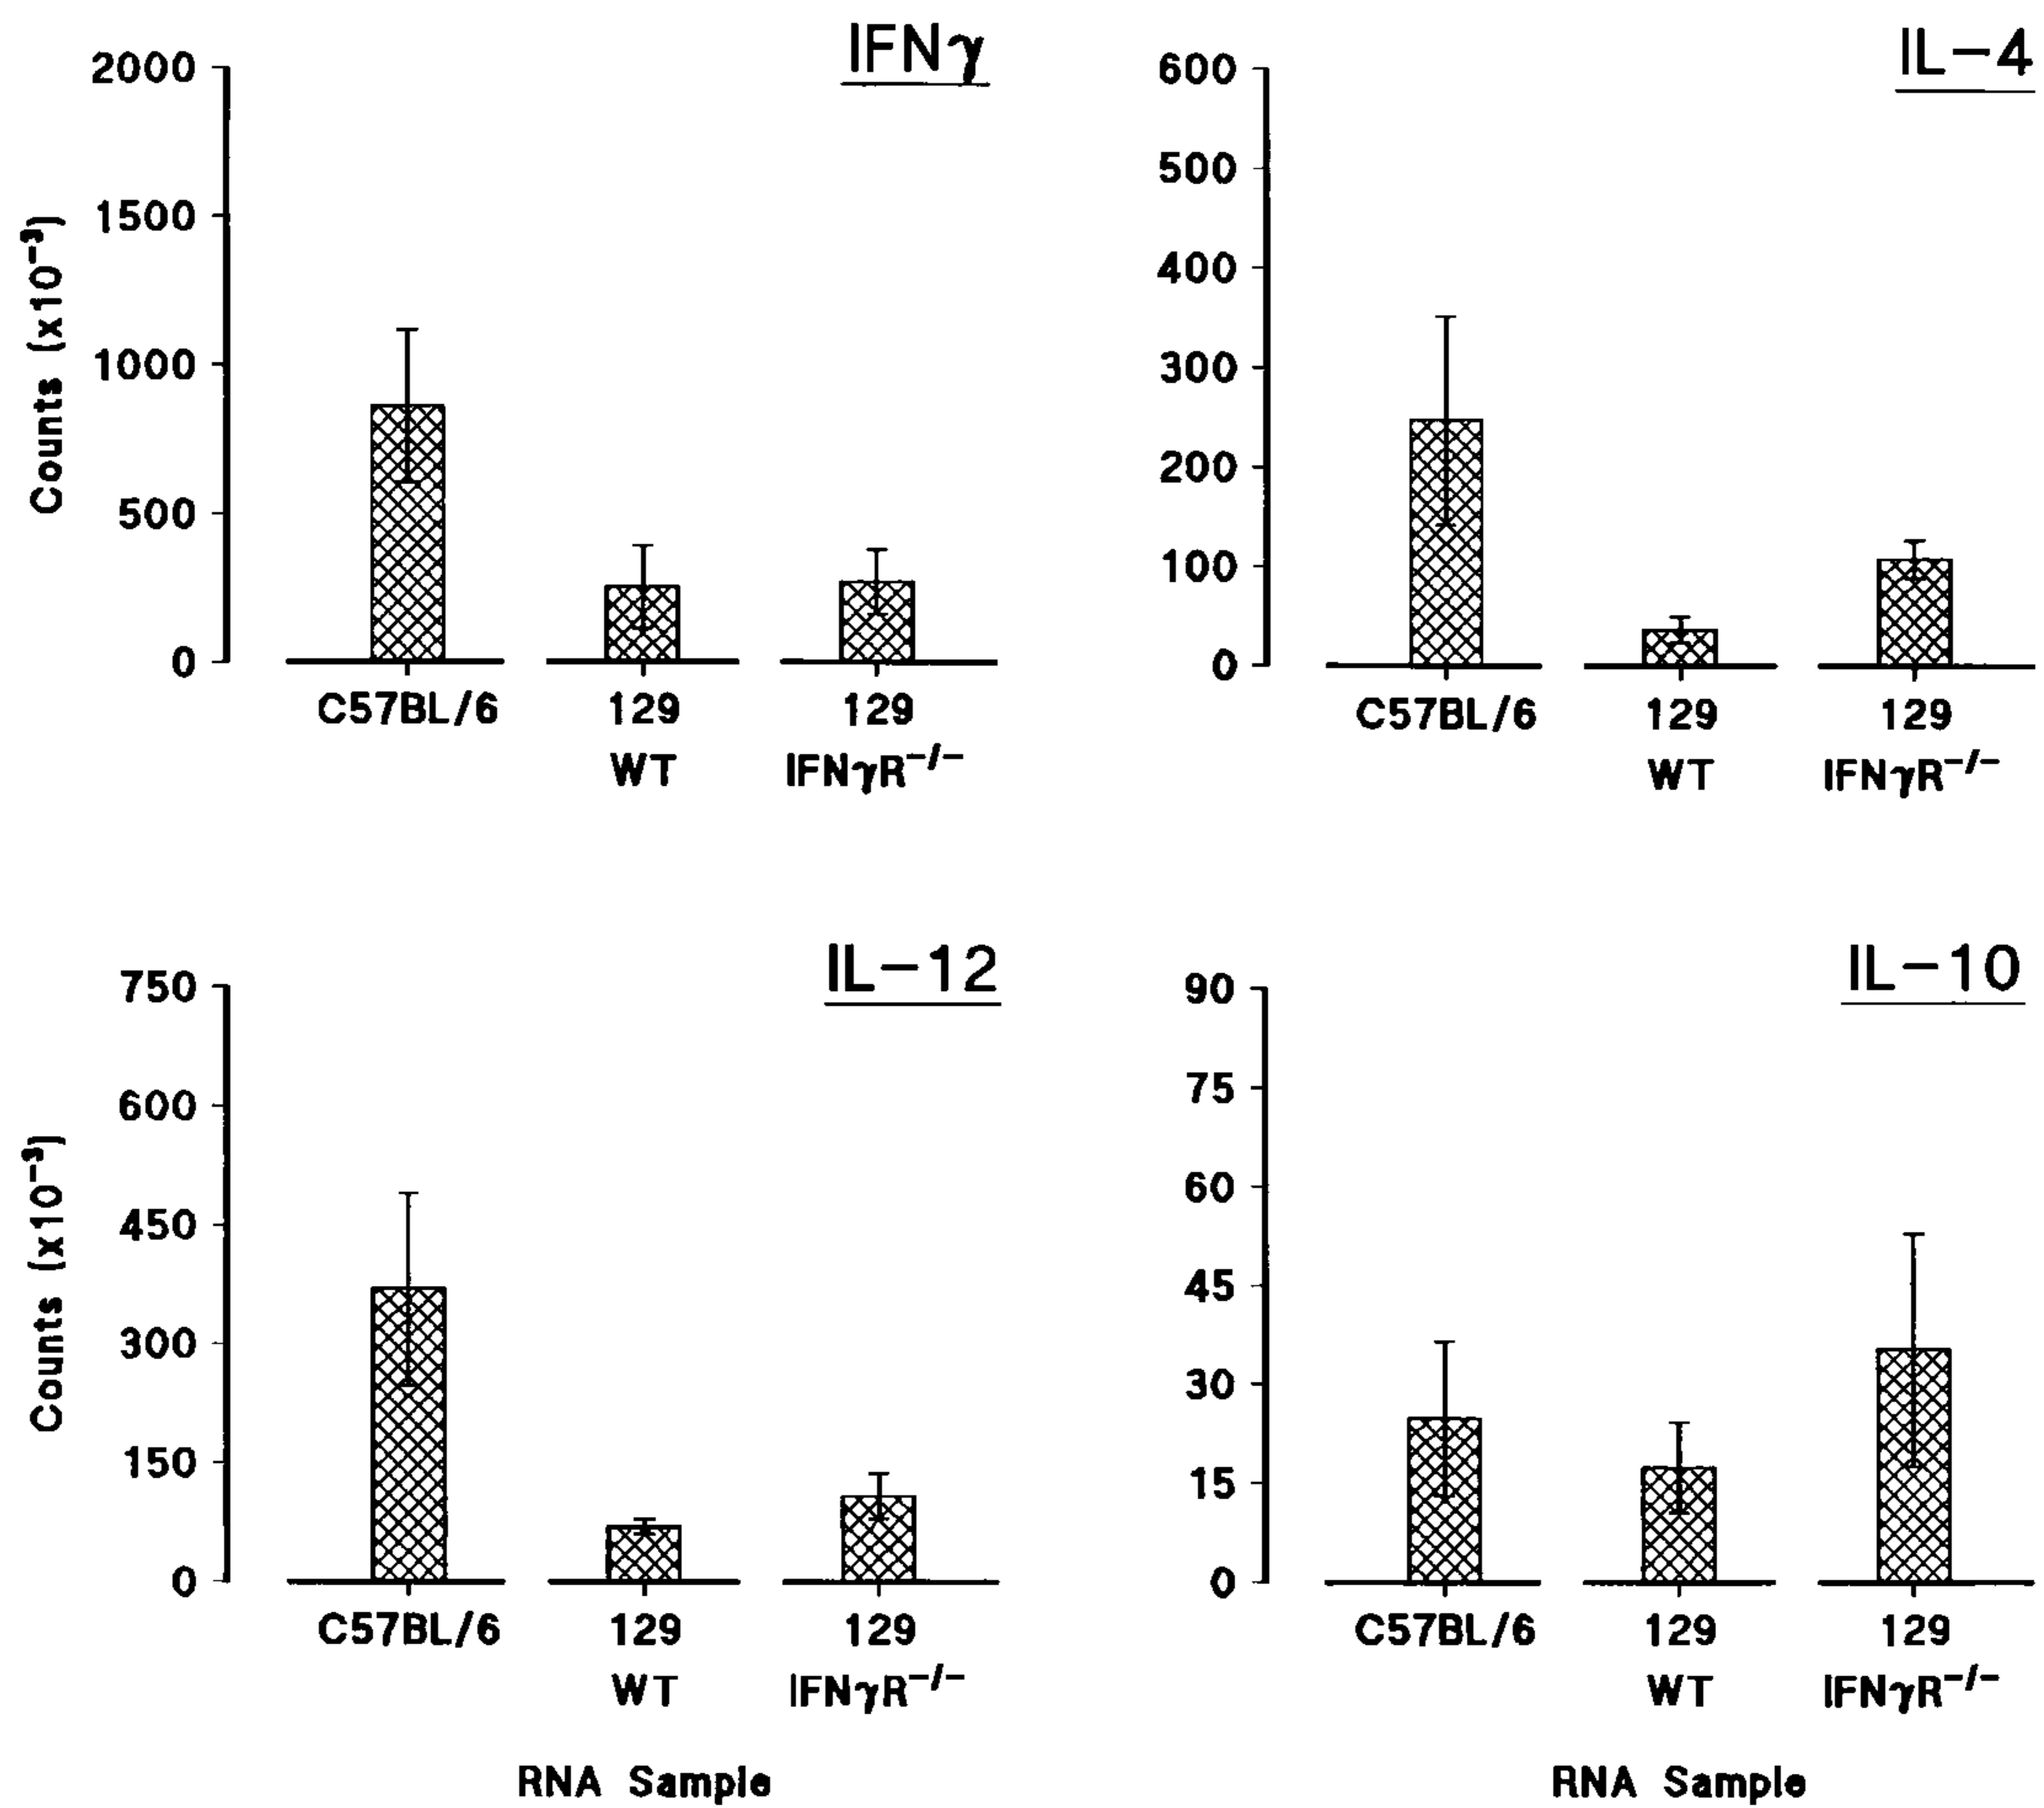 IFNγ
2000
1500
1000
500
0
Counts (x10⁻³)
C57BL/6
129
WT
129
IFNγR⁻/⁻
IL-4
600
500
400
300
200
100
0
C57BL/6
129
WT
129
IFNγR⁻/⁻
IL-12
750
600
450
300
150
0
Counts (x10⁻³)
C57BL/6
129
WT
129
IFNγR⁻/⁻
RNA Sample
IL-10
90
75
60
45
30
15
0
C57BL/6
129
WT
129
IFNγR⁻/⁻
RNA Sample